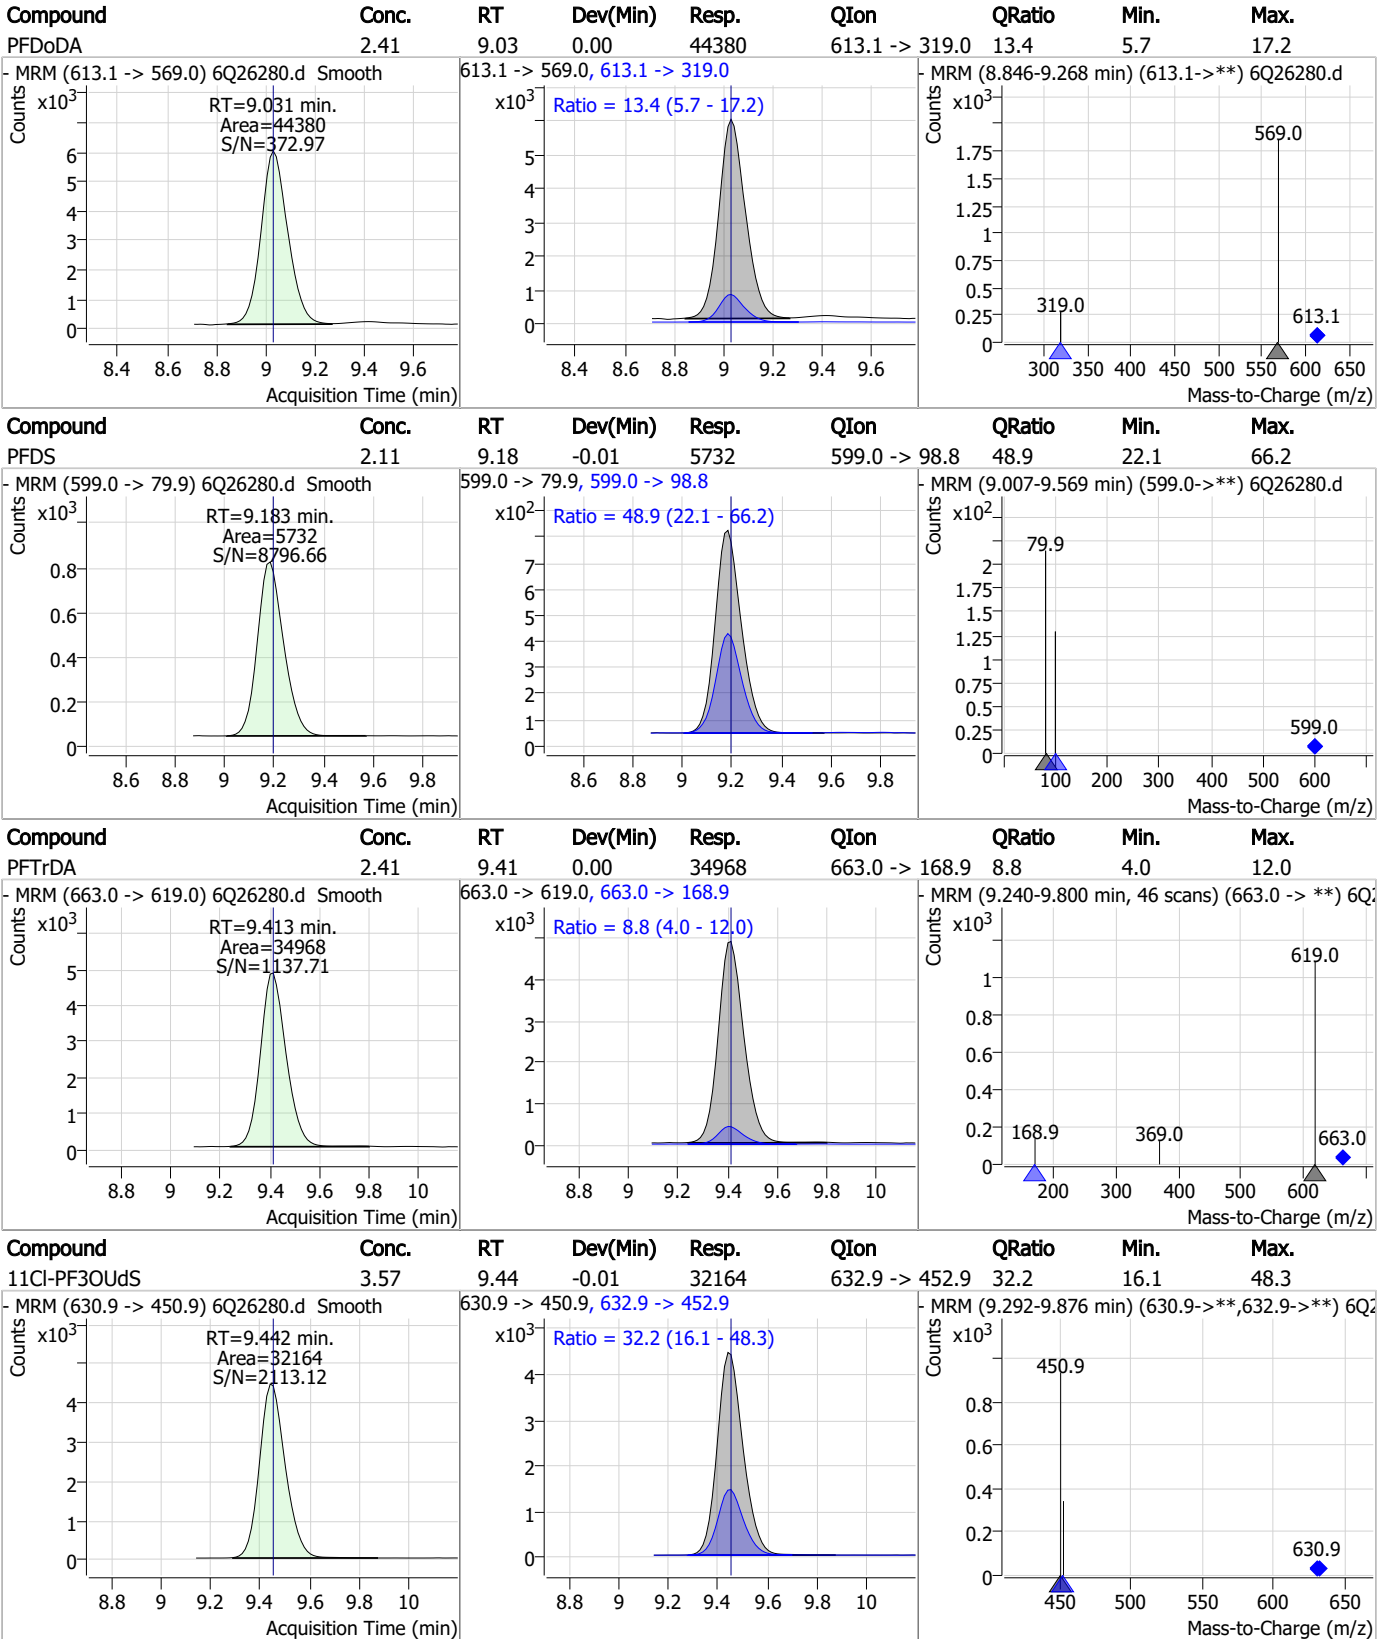 Compound Conc. RT Dev(Min) Resp. QIon QRatio Min. Max.
PFDoDA 2.41 9.03 0.00 44380 613.1 -> 319.0 13.4 5.7 17.2
- MRM (613.1 -> 569.0) 6Q26280.d Smooth
Counts
x10³
RT=9.031 min.
Area=44380
S/N=372.97
6
5
4
3
2
1
0
8.4 8.6 8.8 9 9.2 9.4 9.6
Acquisition Time (min)
613.1 -> 569.0, 613.1 -> 319.0
x10³
Ratio = 13.4 (5.7 - 17.2)
5
4
3
2
1
0
8.4 8.6 8.8 9 9.2 9.4 9.6
- MRM (8.846-9.268 min) (613.1->**) 6Q26280.d
Counts
x10³
569.0
1.75
1.5
1.25
1
0.75
0.5
0.25
0
319.0
613.1
300 350 400 450 500 550 600 650
Mass-to-Charge (m/z)
Compound Conc. RT Dev(Min) Resp. QIon QRatio Min. Max.
PFDS 2.11 9.18 -0.01 5732 599.0 -> 98.8 48.9 22.1 66.2
- MRM (599.0 -> 79.9) 6Q26280.d Smooth
Counts
x10³
RT=9.183 min.
Area=5732
S/N=8796.66
0.8
0.6
0.4
0.2
0
8.6 8.8 9 9.2 9.4 9.6 9.8
Acquisition Time (min)
599.0 -> 79.9, 599.0 -> 98.8
x10²
Ratio = 48.9 (22.1 - 66.2)
7
6
5
4
3
2
1
0
8.6 8.8 9 9.2 9.4 9.6 9.8
- MRM (9.007-9.569 min) (599.0->**) 6Q26280.d
Counts
x10²
79.9
2
1.75
1.5
1.25
1
0.75
0.5
0.25
0
599.0
100 200 300 400 500 600
Mass-to-Charge (m/z)
Compound Conc. RT Dev(Min) Resp. QIon QRatio Min. Max.
PFTrDA 2.41 9.41 0.00 34968 663.0 -> 168.9 8.8 4.0 12.0
- MRM (663.0 -> 619.0) 6Q26280.d Smooth
Counts
x10³
RT=9.413 min.
Area=34968
S/N=1137.71
5
4
3
2
1
0
8.8 9 9.2 9.4 9.6 9.8 10
Acquisition Time (min)
663.0 -> 619.0, 663.0 -> 168.9
x10³
Ratio = 8.8 (4.0 - 12.0)
4
3
2
1
0
8.8 9 9.2 9.4 9.6 9.8 10
- MRM (9.240-9.800 min, 46 scans) (663.0 -> **) 6Q2
Counts
x10³
619.0
1
0.8
0.6
0.4
0.2
0
168.9
369.0
663.0
200 300 400 500 600
Mass-to-Charge (m/z)
Compound Conc. RT Dev(Min) Resp. QIon QRatio Min. Max.
11Cl-PF3OUdS 3.57 9.44 -0.01 32164 632.9 -> 452.9 32.2 16.1 48.3
- MRM (630.9 -> 450.9) 6Q26280.d Smooth
Counts
x10³
RT=9.442 min.
Area=32164
S/N=2113.12
4
3
2
1
0
8.8 9 9.2 9.4 9.6 9.8 10
Acquisition Time (min)
630.9 -> 450.9, 632.9 -> 452.9
x10³
Ratio = 32.2 (16.1 - 48.3)
4
3
2
1
0
8.8 9 9.2 9.4 9.6 9.8 10
- MRM (9.292-9.876 min) (630.9->**,632.9->**) 6Q2
Counts
x10³
450.9
0.8
0.6
0.4
0.2
0
630.9
450 500 550 600 650
Mass-to-Charge (m/z)